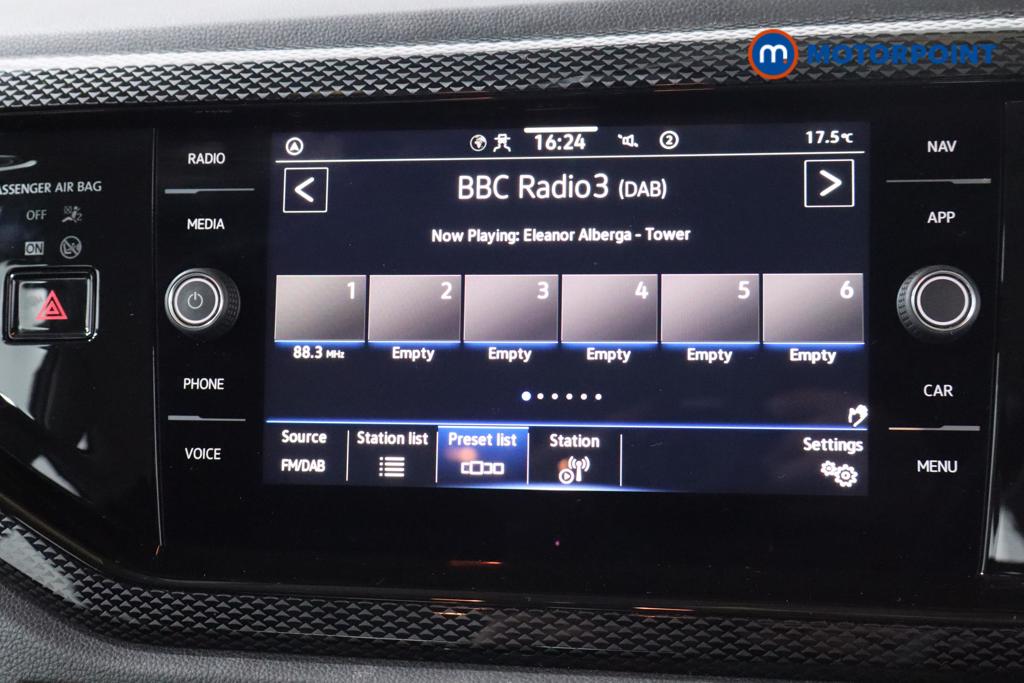 m MOTORPOINT
16:24
2
17.5°C
RADIO
NAV
BBC Radio3 (DAB)
PASSENGER AIR BAG
OFF
MEDIA
APP
Now Playing: Eleanor Alberga - Tower
ON
1 2 3 4 5 6
88.3 MHz Empty Empty Empty Empty Empty
PHONE
CAR
Source Station list Preset list Station Settings
FM/DAB
VOICE
MENU